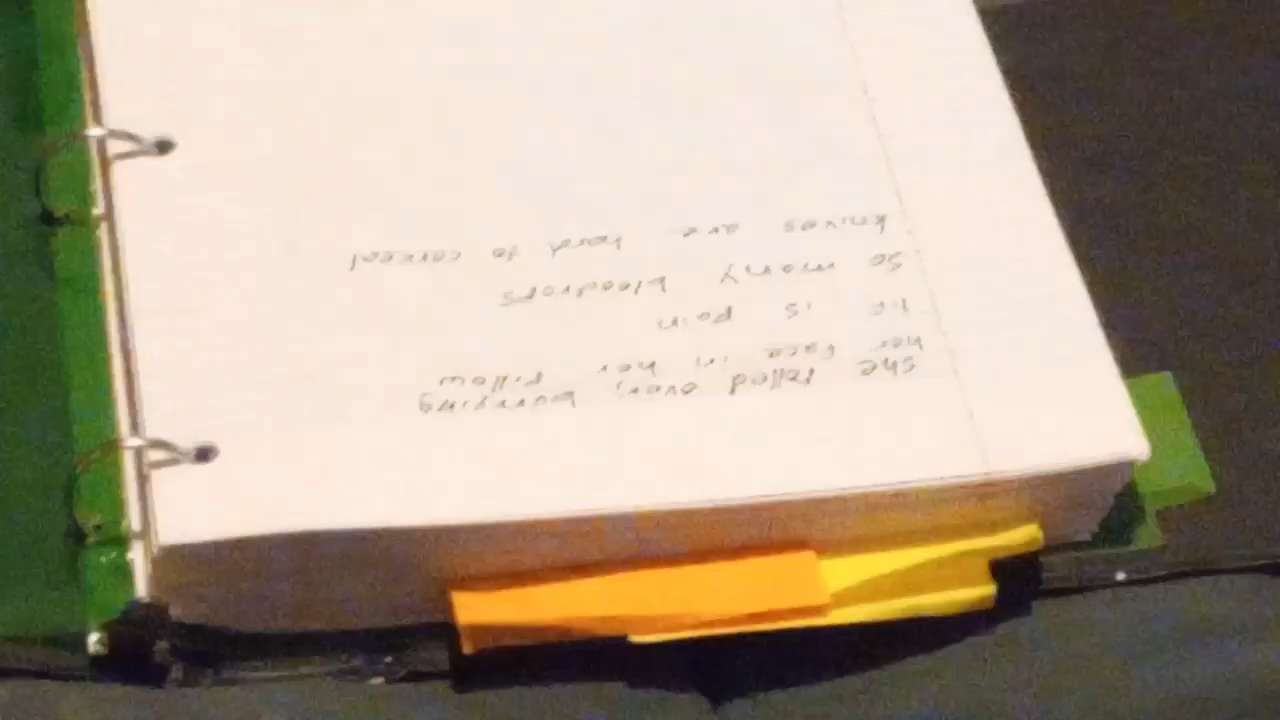 she rolled over, burrying
her face in her pillow
is pain
so many bloodrops
knives are hard to conceal